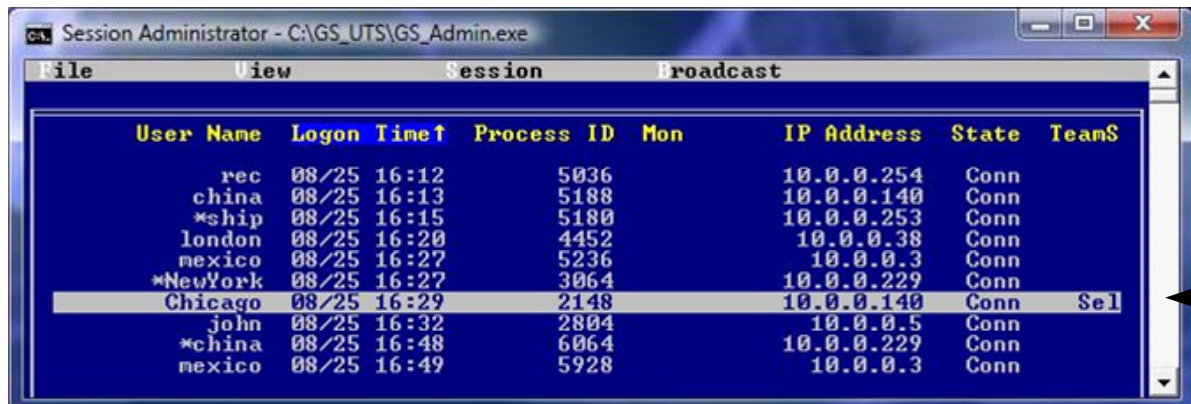 Session Administrator - C:\GS_UTS\GS_Admin.exe
File View Session Broadcast
User Name Logon Time↑ Process ID Mon IP Address State TeamS
rec 08/25 16:12 5036 10.0.0.254 Conn
china 08/25 16:13 5188 10.0.0.140 Conn
*ship 08/25 16:15 5180 10.0.0.253 Conn
london 08/25 16:20 4452 10.0.0.38 Conn
mexico 08/25 16:27 5236 10.0.0.3 Conn
*NewYork 08/25 16:27 3064 10.0.0.229 Conn
Chicago 08/25 16:29 2148 10.0.0.140 Conn Sel
john 08/25 16:32 2804 10.0.0.5 Conn
*china 08/25 16:48 6064 10.0.0.229 Conn
mexico 08/25 16:49 5928 10.0.0.3 Conn